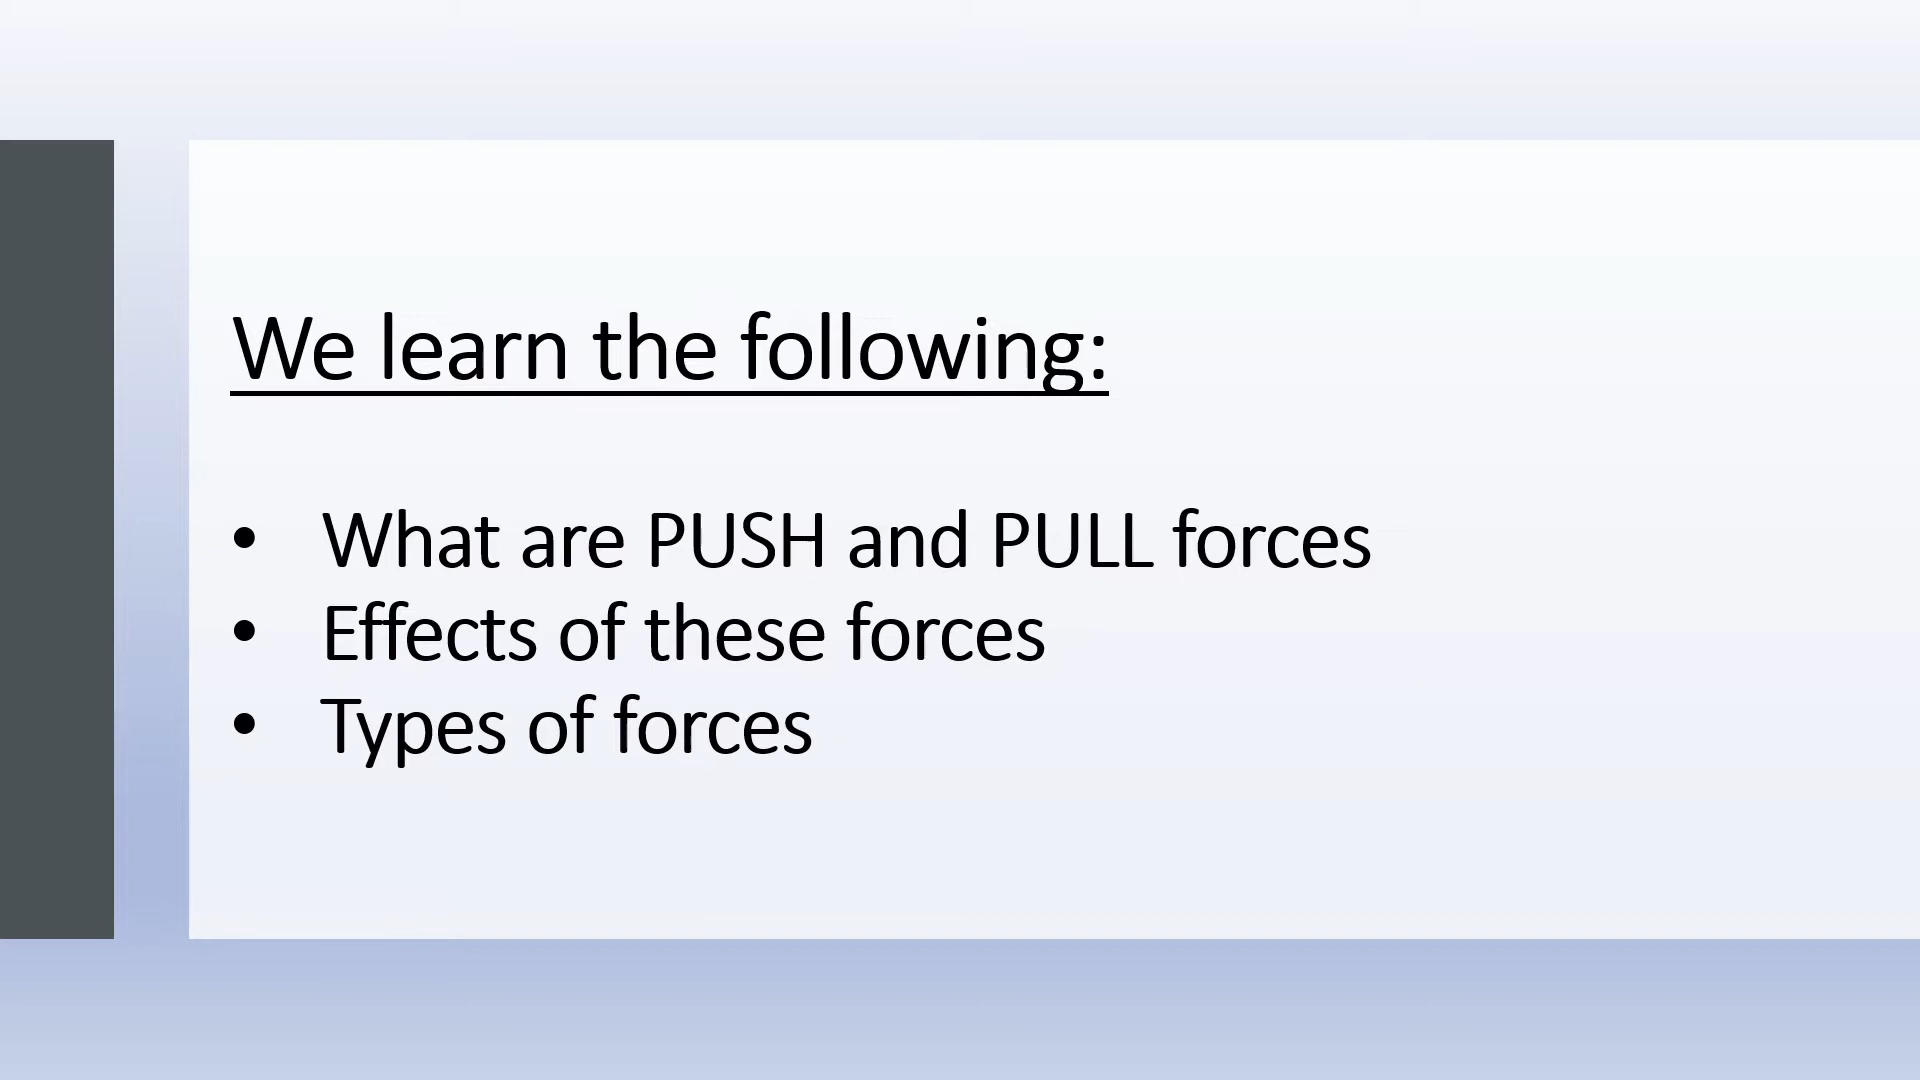 We learn the following:
• What are PUSH and PULL forces
• Effects of these forces
• Types of forces